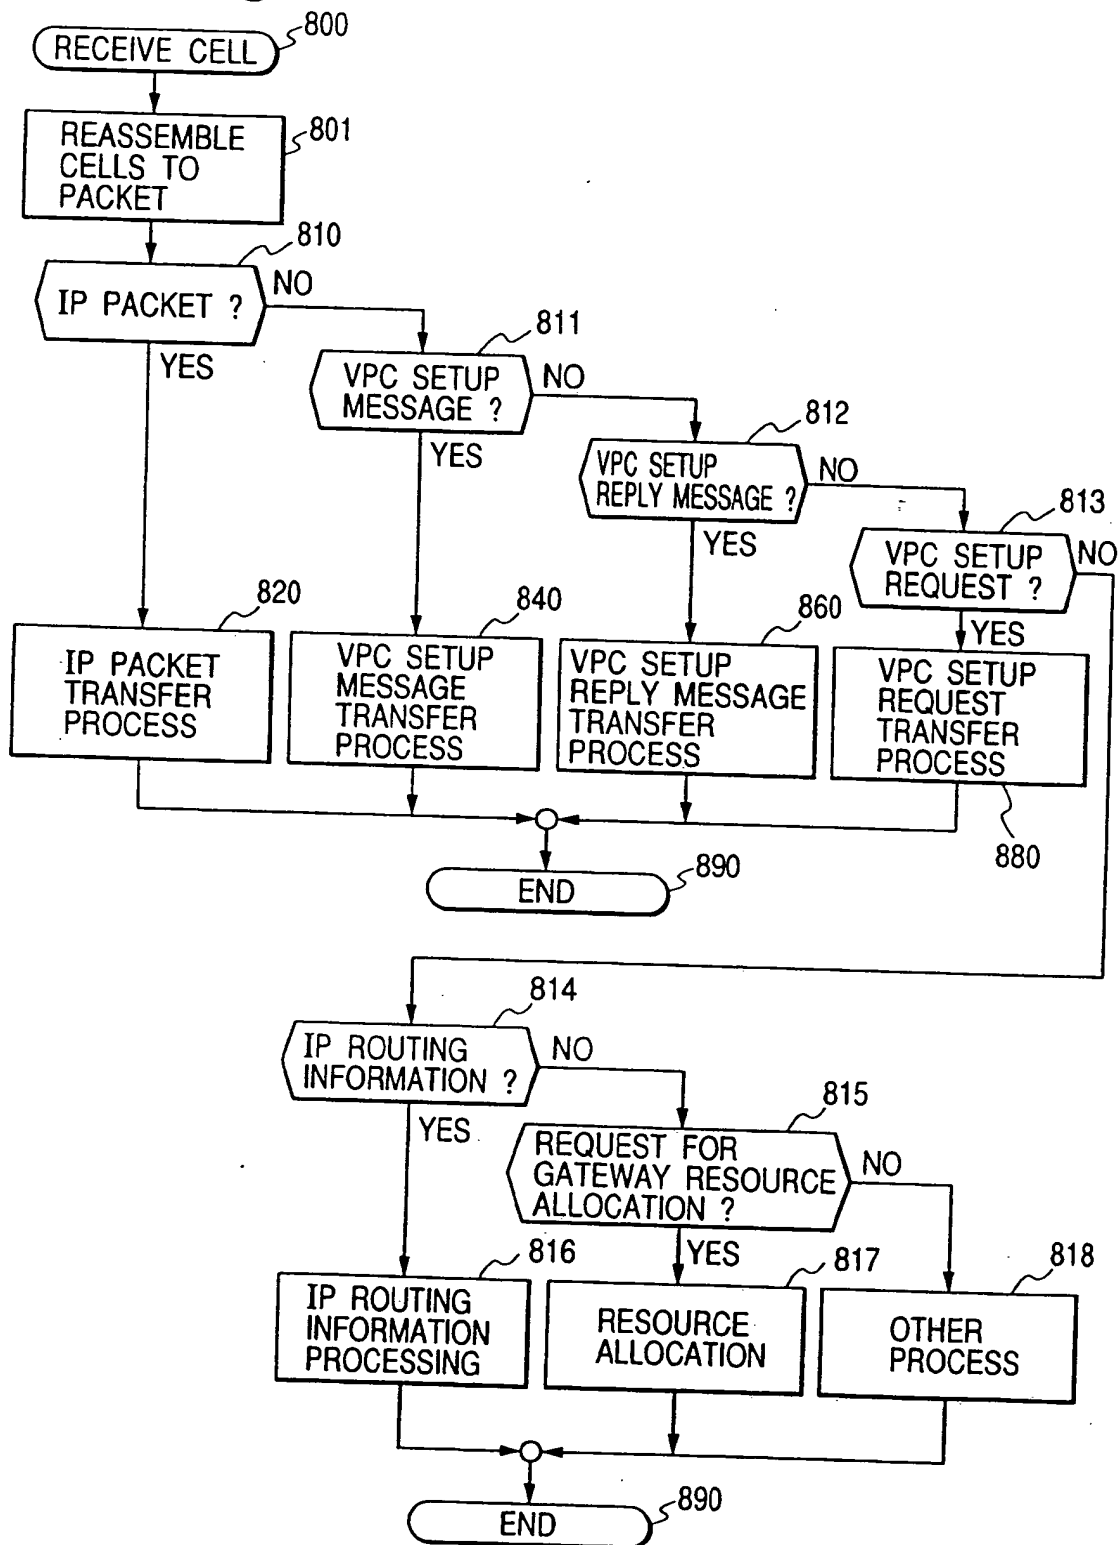 RECEIVE CELL
800
REASSEMBLE
CELLS TO
PACKET
801
810
IP PACKET ?
NO
YES
811
VPC SETUP
MESSAGE ?
NO
YES
812
VPC SETUP
REPLY MESSAGE ?
NO
YES
813
VPC SETUP
REQUEST ?
NO
YES
820
IP PACKET
TRANSFER
PROCESS
840
VPC SETUP
MESSAGE
TRANSFER
PROCESS
860
VPC SETUP
REPLY MESSAGE
TRANSFER
PROCESS
VPC SETUP
REQUEST
TRANSFER
PROCESS
880
890
END
814
IP ROUTING
INFORMATION ?
NO
YES
815
REQUEST FOR
GATEWAY RESOURCE
ALLOCATION ?
NO
YES
816
IP ROUTING
INFORMATION
PROCESSING
817
RESOURCE
ALLOCATION
818
OTHER
PROCESS
890
END